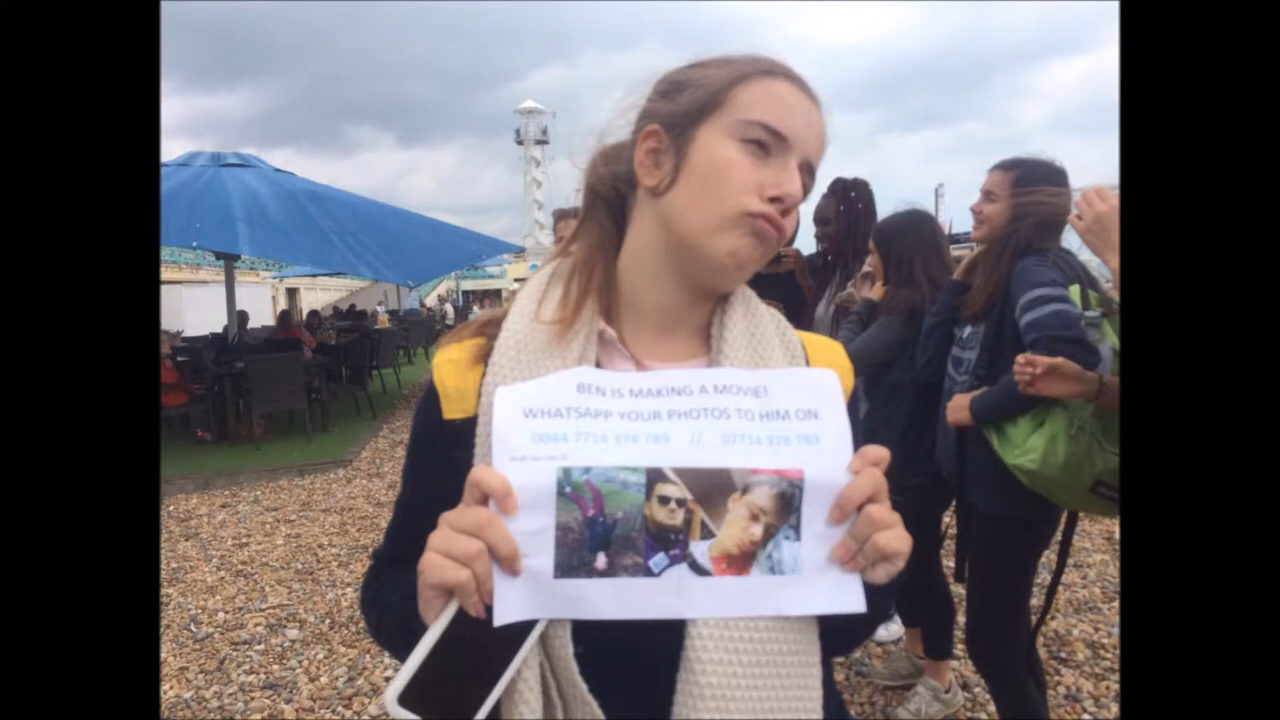 BEN IS MAKING A MOVIE!
WHATSAPP YOUR PHOTOS TO HIM ON:
0044 7714 978 789 // 07714 978 789